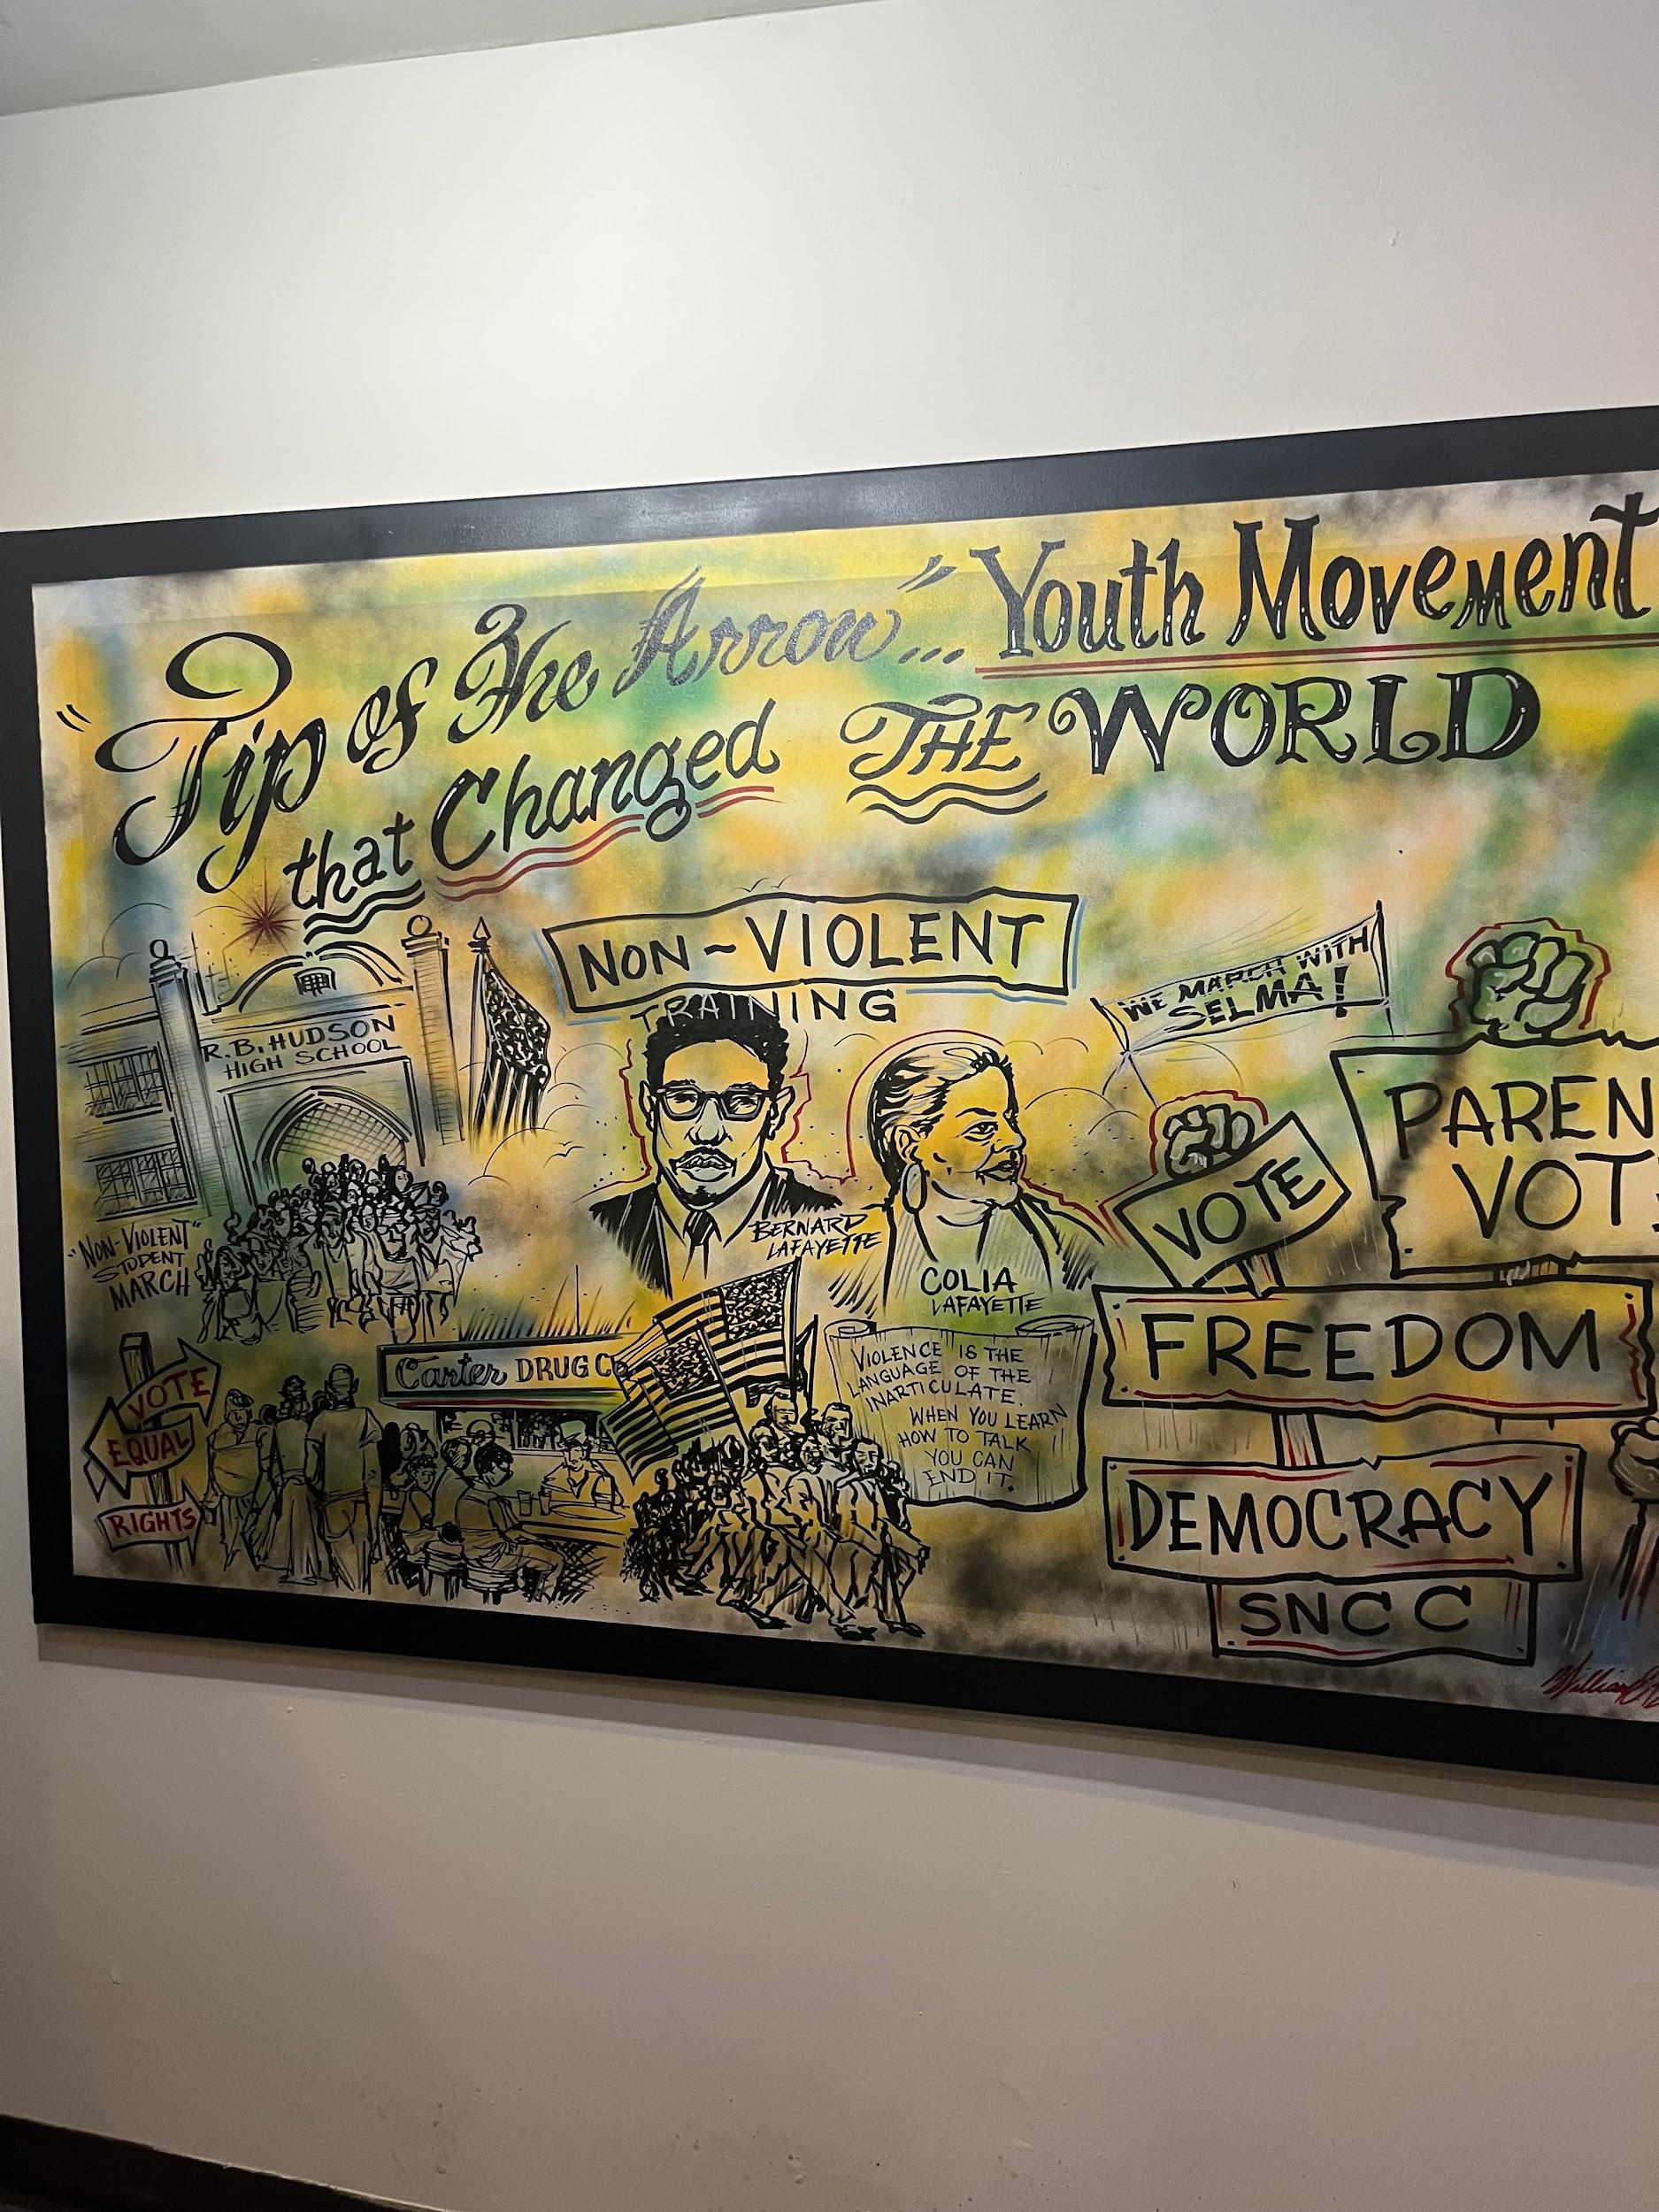 "Tip of The Arrow"... Youth Movement
that Changed THE WORLD
NON-VIOLENT
TRAINING
WE MARCH WITH
SELMA!
R.B. HUDSON
HIGH SCHOOL
"NON-VIOLENT"
STUDENT
MARCH
BERNARD
LAFAYETTE
COLIA
LAFAYETTE
VOTE
FREEDOM
DEMOCRACY
SNCC
VOTE
EQUAL
RIGHTS
Carter DRUG CO
VIOLENCE IS THE
LANGUAGE OF THE
INARTICULATE.
WHEN YOU LEARN
HOW TO TALK
YOU CAN
END IT.
William